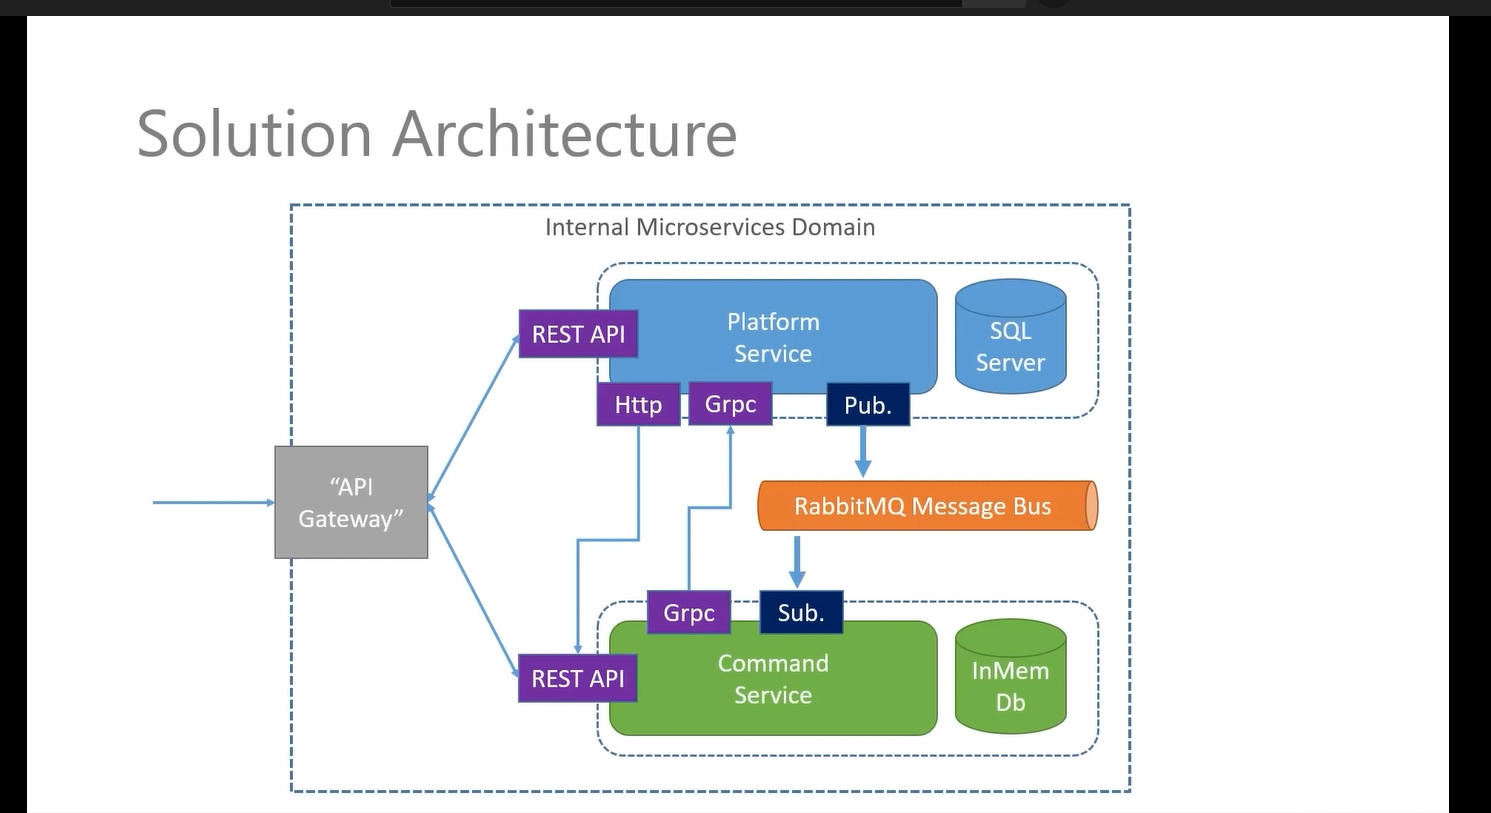 Solution Architecture
Internal Microservices Domain
REST API
Platform
Service
SQL
Server
Http
Grpc
Pub.
“API
Gateway”
RabbitMQ Message Bus
Grpc
Sub.
REST API
Command
Service
InMem
Db